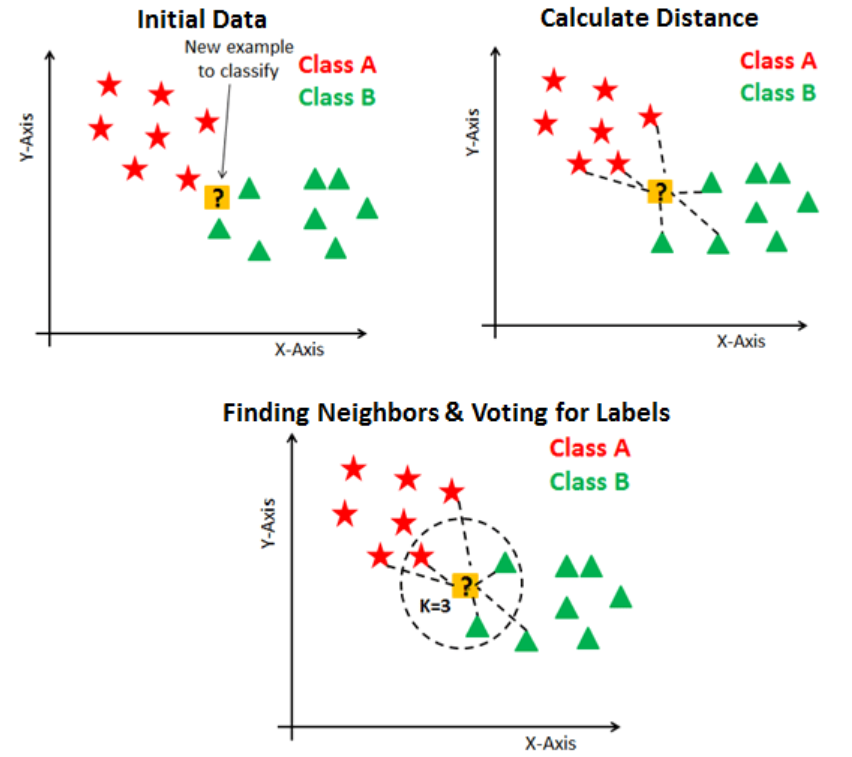 Initial Data
New example
to classify
Class A
Class B
Y-Axis
?
X-Axis
Calculate Distance
Class A
Class B
Y-Axis
?
X-Axis
Finding Neighbors & Voting for Labels
Class A
Class B
Y-Axis
?
K=3
X-Axis